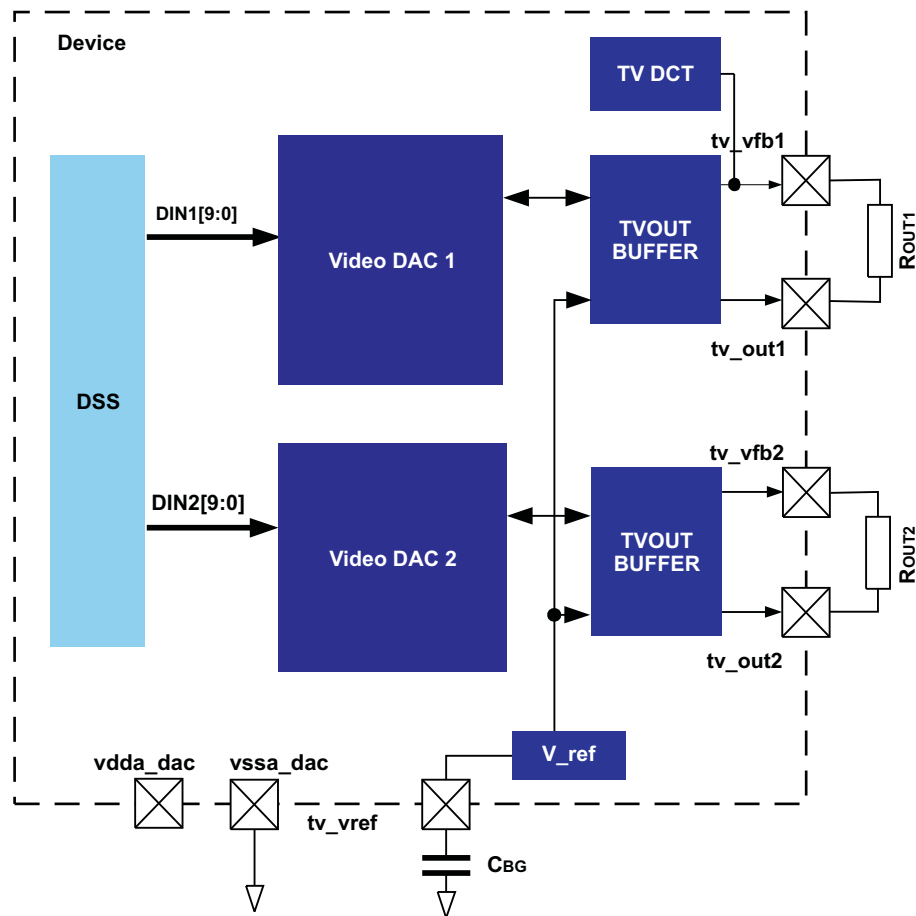 Device
TV DCT
tv_vfb1
DIN1[9:0]
TVOUT
BUFFER
Video DAC 1
ROUT1
tv_out1
DSS
tv_vfb2
DIN2[9:0]
TVOUT
BUFFER
Video DAC 2
ROUT2
tv_out2
V_ref
vdda_dac
vssa_dac
tv_vref
CBG